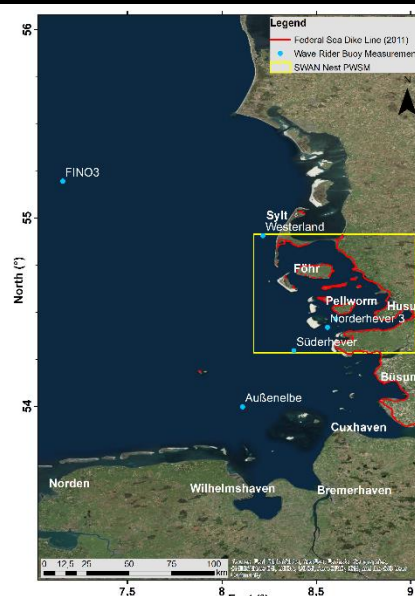 Legend
Federal Sea Dike Line (2011)
Wave Rider Buoy Measurement
SWAN Nest PWSM
56
FINO3
55
Sylt
Westerland
Föhr
Pellworm
Husu
Norderhever 3
North (°)
Süderhever
Büsum
54
Außenelbe
Cuxhaven
Norden
Wilhelmshaven
Bremerhaven
0 12,5 25 50 75 100
km
7.5 8 8.5 9